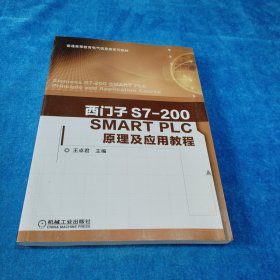 普通高等教育电气信息类系列教材
Siemens S7-200 SMART PLC
Principle and Application Course
西门子 S7-200
SMART PLC
原理及应用教程
王卓君 主编
机械工业出版社
CHINA MACHINE PRESS